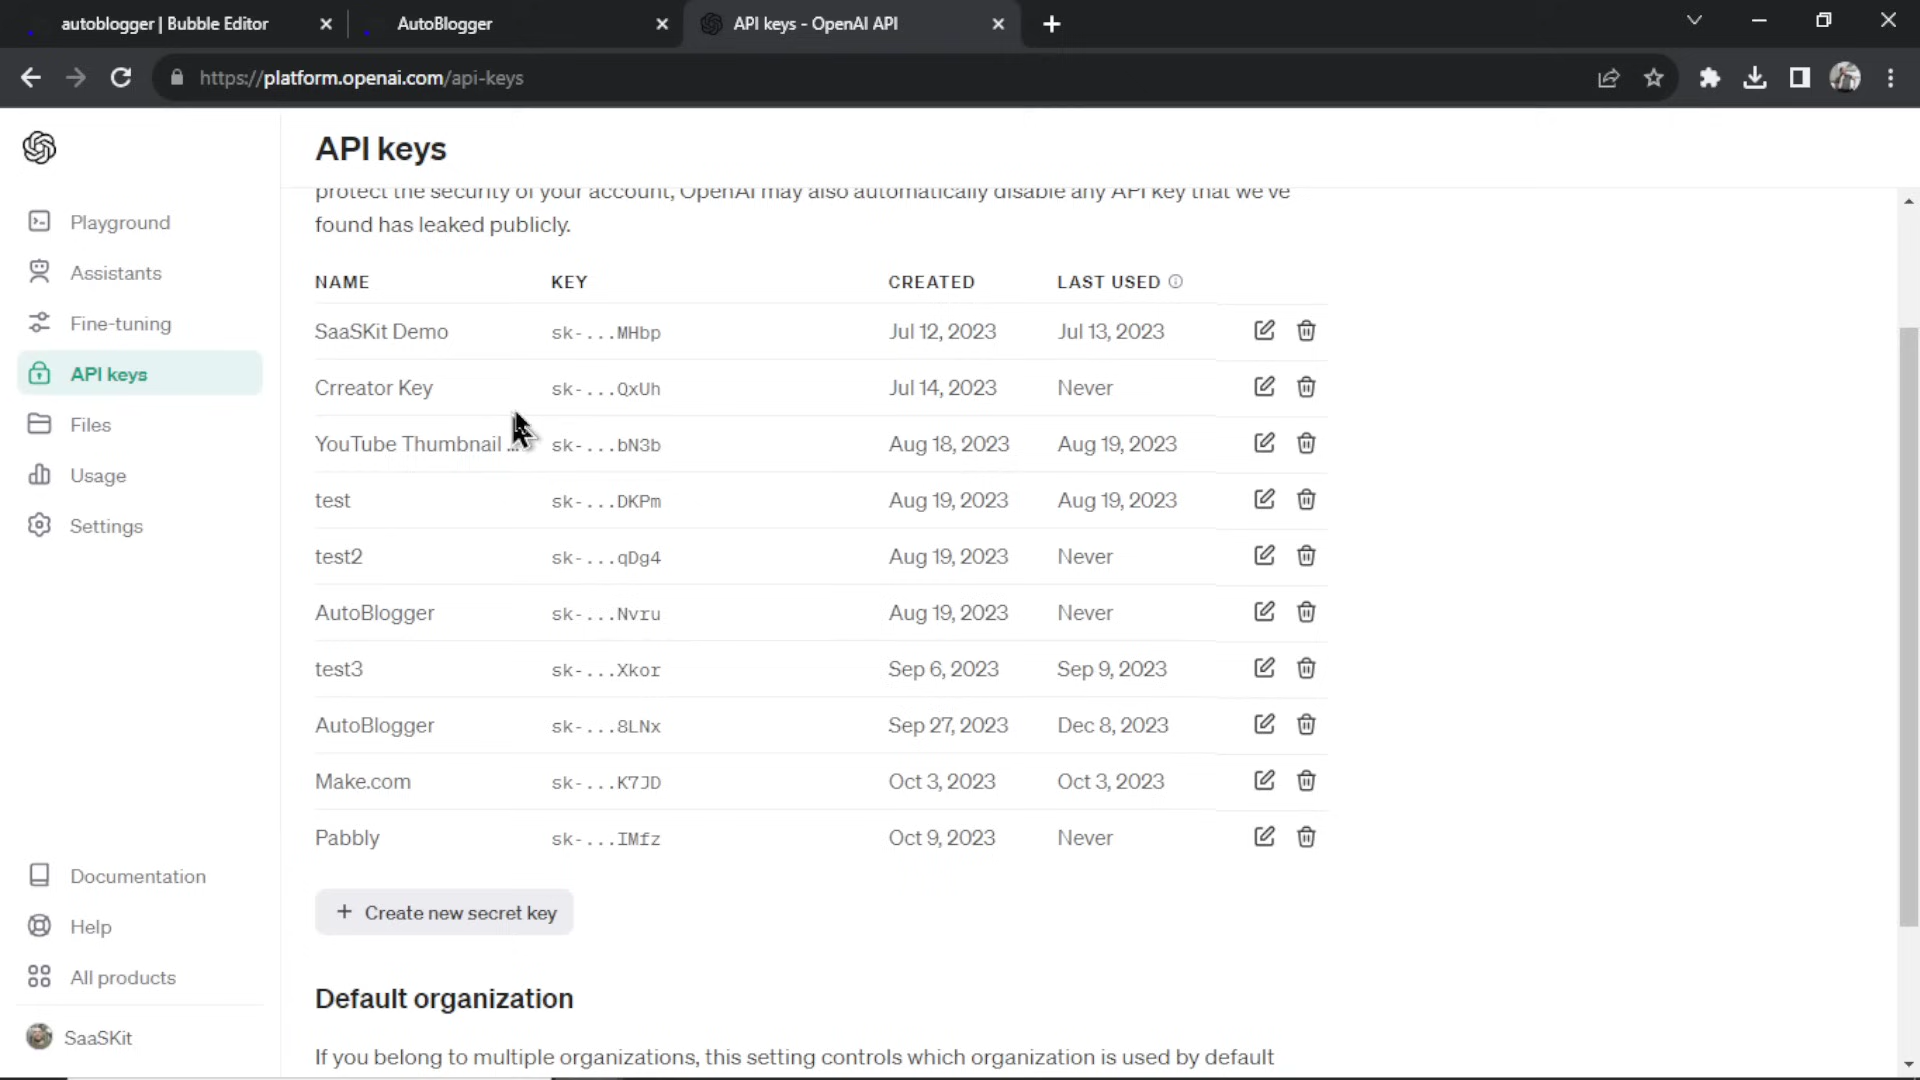 autoblogger | Bubble Editor
AutoBlogger
API keys - OpenAI API
https://platform.openai.com/api-keys
API keys
protect the security of your account, OpenAI may also automatically disable any API key that we've
found has leaked publicly.
Playground
Assistants
Fine-tuning
API keys
Files
Usage
Settings
NAME KEY CREATED LAST USED
SaaSKit Demo sk-...MHbp Jul 12, 2023 Jul 13, 2023
Crreator Key sk-...QxUh Jul 14, 2023 Never
YouTube Thumbnail ... sk-...bN3b Aug 18, 2023 Aug 19, 2023
test sk-...DKPm Aug 19, 2023 Aug 19, 2023
test2 sk-...qDg4 Aug 19, 2023 Never
AutoBlogger sk-...Nvru Aug 19, 2023 Never
test3 sk-...Xkor Sep 6, 2023 Sep 9, 2023
AutoBlogger sk-...8LNx Sep 27, 2023 Dec 8, 2023
Make.com sk-...K7JD Oct 3, 2023 Oct 3, 2023
Pabbly sk-...IMfz Oct 9, 2023 Never
+ Create new secret key
Documentation
Help
All products
SaaSKit
Default organization
If you belong to multiple organizations, this setting controls which organization is used by default